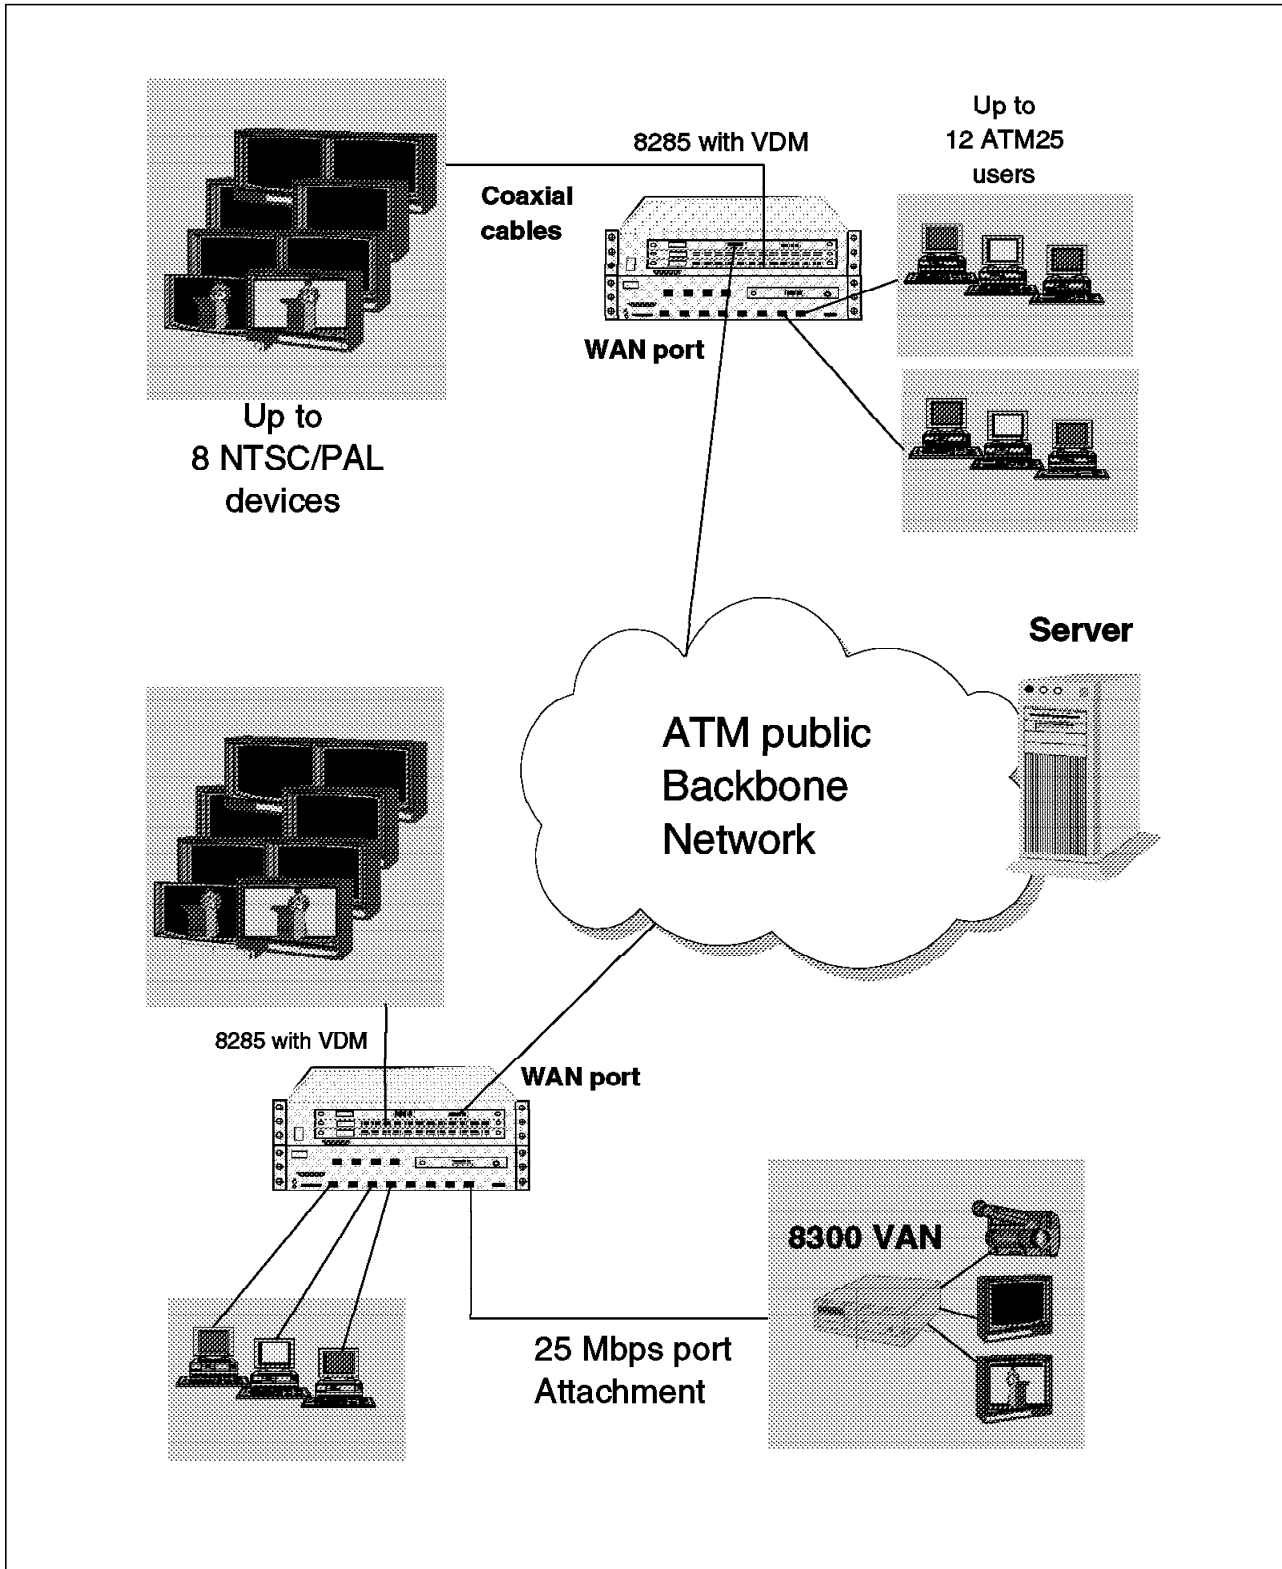 Up to
12 ATM25
users
8285 with VDM
Coaxial
cables
WAN port
Up to
8 NTSC/PAL
devices
Server
ATM public
Backbone
Network
8285 with VDM
WAN port
8300 VAN
25 Mbps port
Attachment